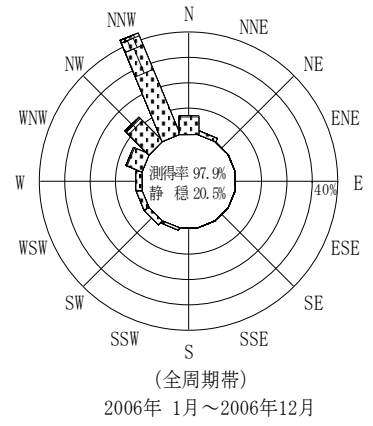 N
NNW NNE
NW NE
WNW ENE
測得率 97.9%
W 40% E
静 穏 20.5%
WSW ESE
SW SE
SSW SSE
S
(全周期帯)
2006年 1月～2006年12月